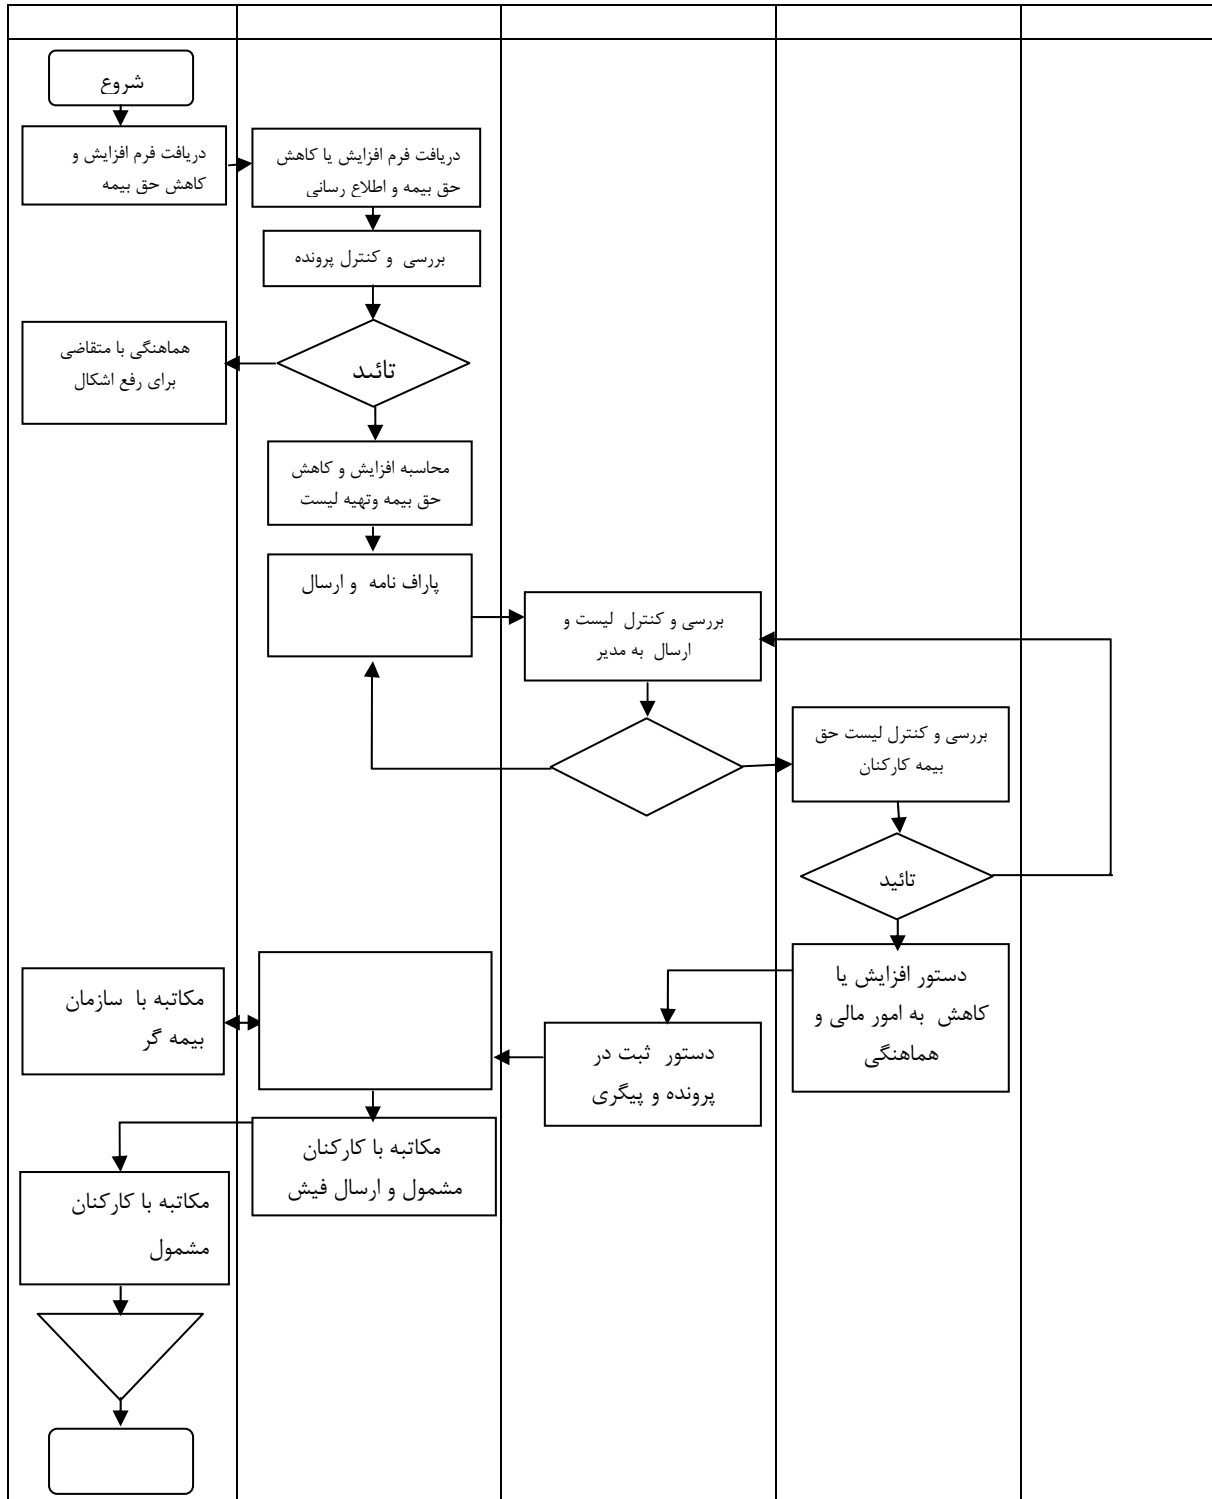 شروع
دریافت فرم افزایش و
کاهش حق بیمه
دریافت فرم افزایش یا کاهش
حق بیمه و اطلاع رسانی
بررسی و کنترل پرونده
تائید
هماهنگی با متقاضی
برای رفع اشکال
محاسبه افزایش و کاهش
حق بیمه وتهیه لیست
پاراف نامه و ارسال
بررسی و کنترل لیست و
ارسال به مدیر
بررسی و کنترل لیست حق
بیمه کارکنان
تائید
دستور افزایش یا
کاهش به امور مالی و
هماهنگی
دستور ثبت در
پرونده و پیگری
مکاتبه با سازمان
بیمه گر
مکاتبه با کارکنان
مشمول و ارسال فیش
مکاتبه با کارکنان
مشمول